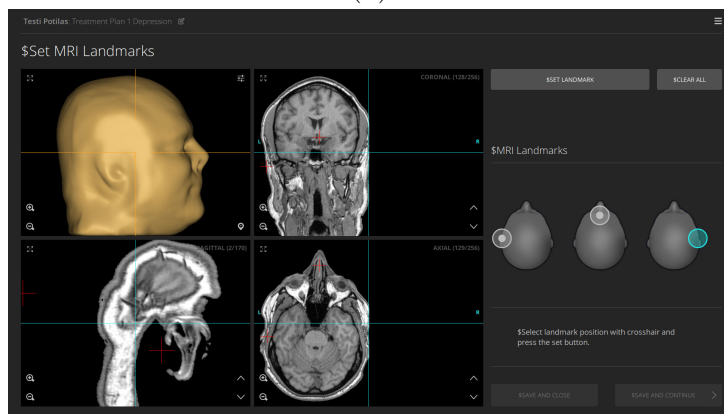 Testi Potilas: Treatment Plan 1 Depression
$Set MRI Landmarks
CORONAL (128/256)
L
R
SAGITTAL (2/170)
AXIAL (129/256)
L
R
$SET LANDMARK
$CLEAR ALL
$MRI Landmarks
$Select landmark position with crosshair and
press the set button.
$SAVE AND CLOSE
$SAVE AND CONTINUE